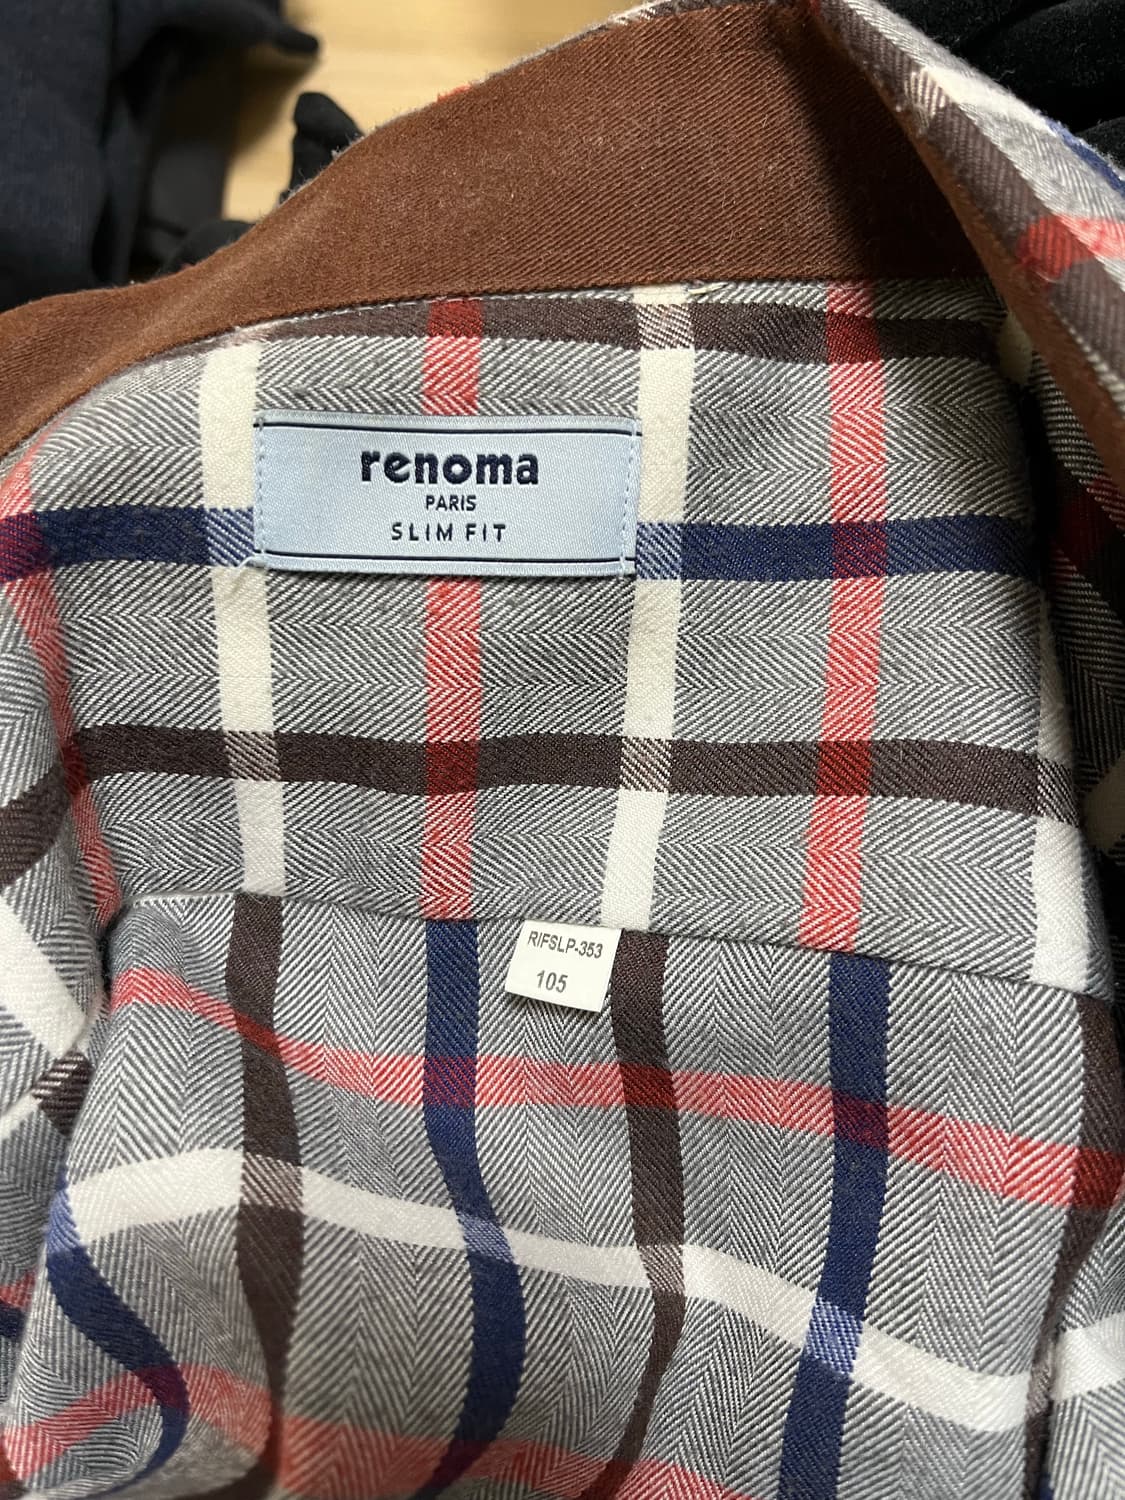 renoma
PARIS
SLIM FIT
RIFSLP-353
105